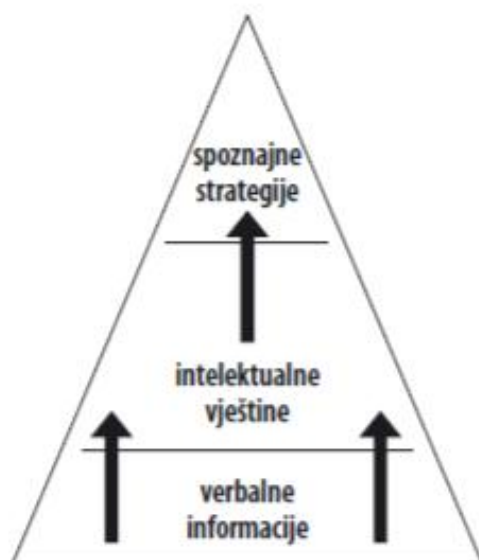 spoznajne
strategije
intelektualne
vještine
verbalne
informacije